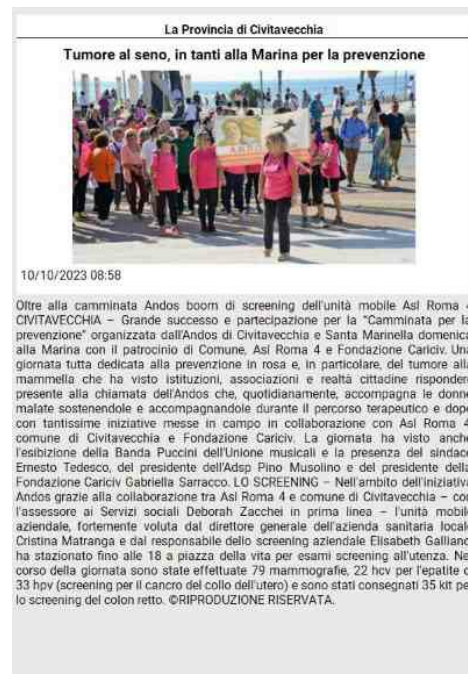 La Provincia di Civitavecchia
Tumore al seno, in tanti alla Marina per la prevenzione
10/10/2023 08:58
Oltre alla camminata Andos boom di screening dell'unità mobile Asl Roma
CIVITAVECCHIA – Grande successo e partecipazione per la "Camminata per la
prevenzione" organizzata dall'Andos di Civitavecchia e Santa Marinella domenica
alla Marina con il patrocinio di Comune, Asl Roma 4 e Fondazione Cariciv. Una
giornata tutta dedicata alla prevenzione in rosa e, in particolare, del tumore alla
mammella che ha visto istituzioni, associazioni e realtà cittadine risponder
presente alla chiamata dell'Andos che, quotidianamente, accompagna le donne
malate sostenendole e accompagnandole durante il percorso terapeutico e dopo
con tantissime iniziative messe in campo in collaborazione con Asl Roma 4
comune di Civitavecchia e Fondazione Cariciv. La giornata ha visto anche
l'esibizione della Banda Puccini dell'Unione musicali e la presenza del sindaco
Ernesto Tedesco, del presidente dell'Adsp Pino Musolino e del presidente della
Fondazione Cariciv Gabriella Sarracco. LO SCREENING – Nell'ambito dell'iniziativa
Andos grazie alla collaborazione tra Asl Roma 4 e comune di Civitavecchia – con
l'assessore ai Servizi sociali Deborah Zacchei in prima linea – l'unità mobile
aziendale, fortemente voluta dal direttore generale dell'azienda sanitaria locale
Cristina Matranga e dal responsabile dello screening aziendale Elisabeth Galliano
ha stazionato fino alle 18 a piazza della vita per esami screening all'utenza. Nel
corso della giornata sono state effettuate 79 mammografie, 22 hcv per l'epatite c
33 hpv (screening per il cancro del collo dell'utero) e sono stati consegnati 35 kit per
lo screening del colon retto. ©RIPRODUZIONE RISERVATA.